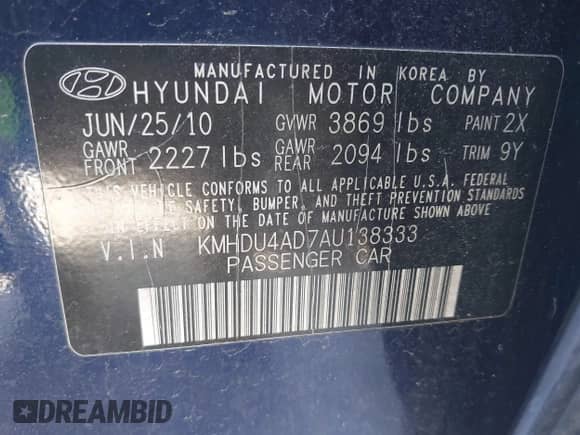 MANUFACTURED IN KOREA BY
HYUNDAI MOTOR COMPANY
JUN/25/10 GVWR 3869 lbs PAINT 2X
GAWR FRONT 2227 lbs GAWR REAR 2094 lbs TRIM 9Y
THIS VEHICLE CONFORMS TO ALL APPLICABLE U.S.A. FEDERAL
MOTOR VEHICLE SAFETY, BUMPER, AND THEFT PREVENTION STANDARDS
IN EFFECT ON THE DATE OF MANUFACTURE SHOWN ABOVE.
V.I.N KMHDU4AD7AU138333
PASSENGER CAR
DREAMBID